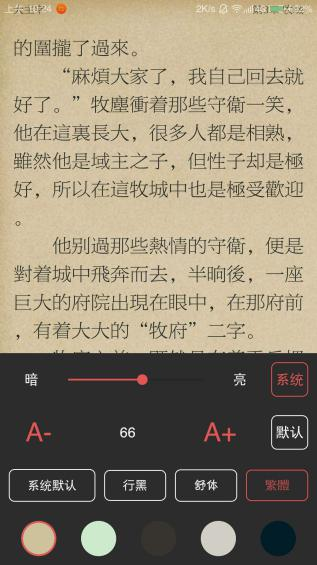 上午10:24
2K/s
的圍攏了過來。
“麻煩大家了，我自己回去就
好了。”牧塵衝着那些守衛一笑，
他在這裏長大，很多人都是相熟，
雖然他是域主之子，但性子却是極
好，所以在這牧城中也是極受歡迎
。
他别過那些熱情的守衛，便是
對着城中飛奔而去，半晌後，一座
巨大的府院出現在眼中，在那府前
，有着大大的“牧府”二字。
暗
亮
系统
A-
66
A+
默认
系统默认
行黑
舒体
繁體